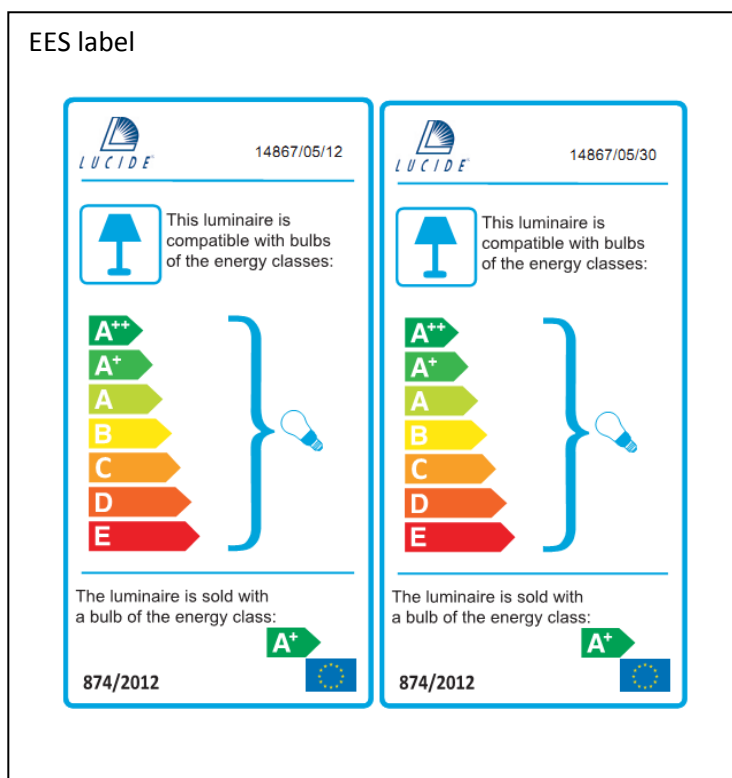 EES label
LUCIDE®
14867/05/12
This luminaire is
compatible with bulbs
of the energy classes:
A++
A+
A
B
C
D
E
The luminaire is sold with
a bulb of the energy class:
A+
874/2012
LUCIDE®
14867/05/30
This luminaire is
compatible with bulbs
of the energy classes:
A++
A+
A
B
C
D
E
The luminaire is sold with
a bulb of the energy class:
A+
874/2012